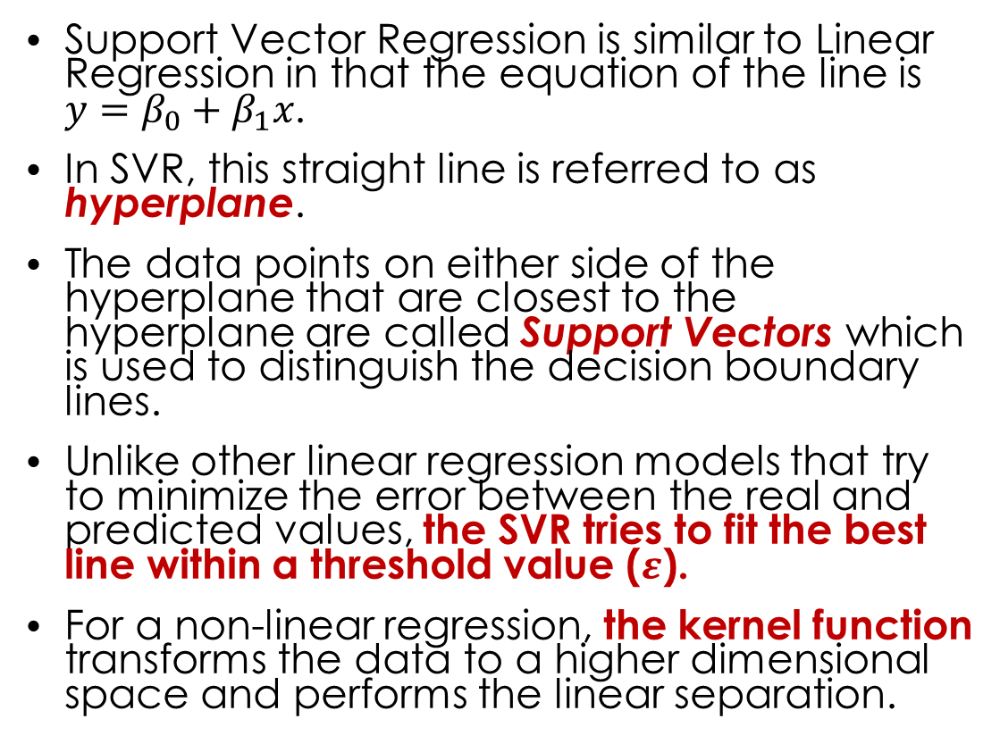 • Support Vector Regression is similar to Linear
Regression in that the equation of the line is
𝑦 = 𝛽₀ + 𝛽₁𝑥.
• In SVR, this straight line is referred to as
hyperplane.
• The data points on either side of the
hyperplane that are closest to the
hyperplane are called Support Vectors which
is used to distinguish the decision boundary
lines.
• Unlike other linear regression models that try
to minimize the error between the real and
predicted values, the SVR tries to fit the best
line within a threshold value (𝜺).
• For a non-linear regression, the kernel function
transforms the data to a higher dimensional
space and performs the linear separation.